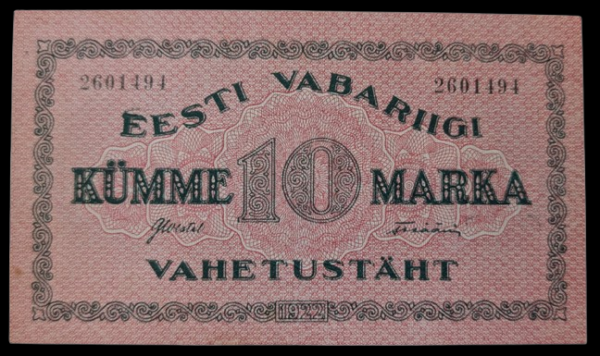 2601494 2601494
EESTI VABARIIGI
KÜMME 10 MARKA
VAHETUSTÄHT
1922